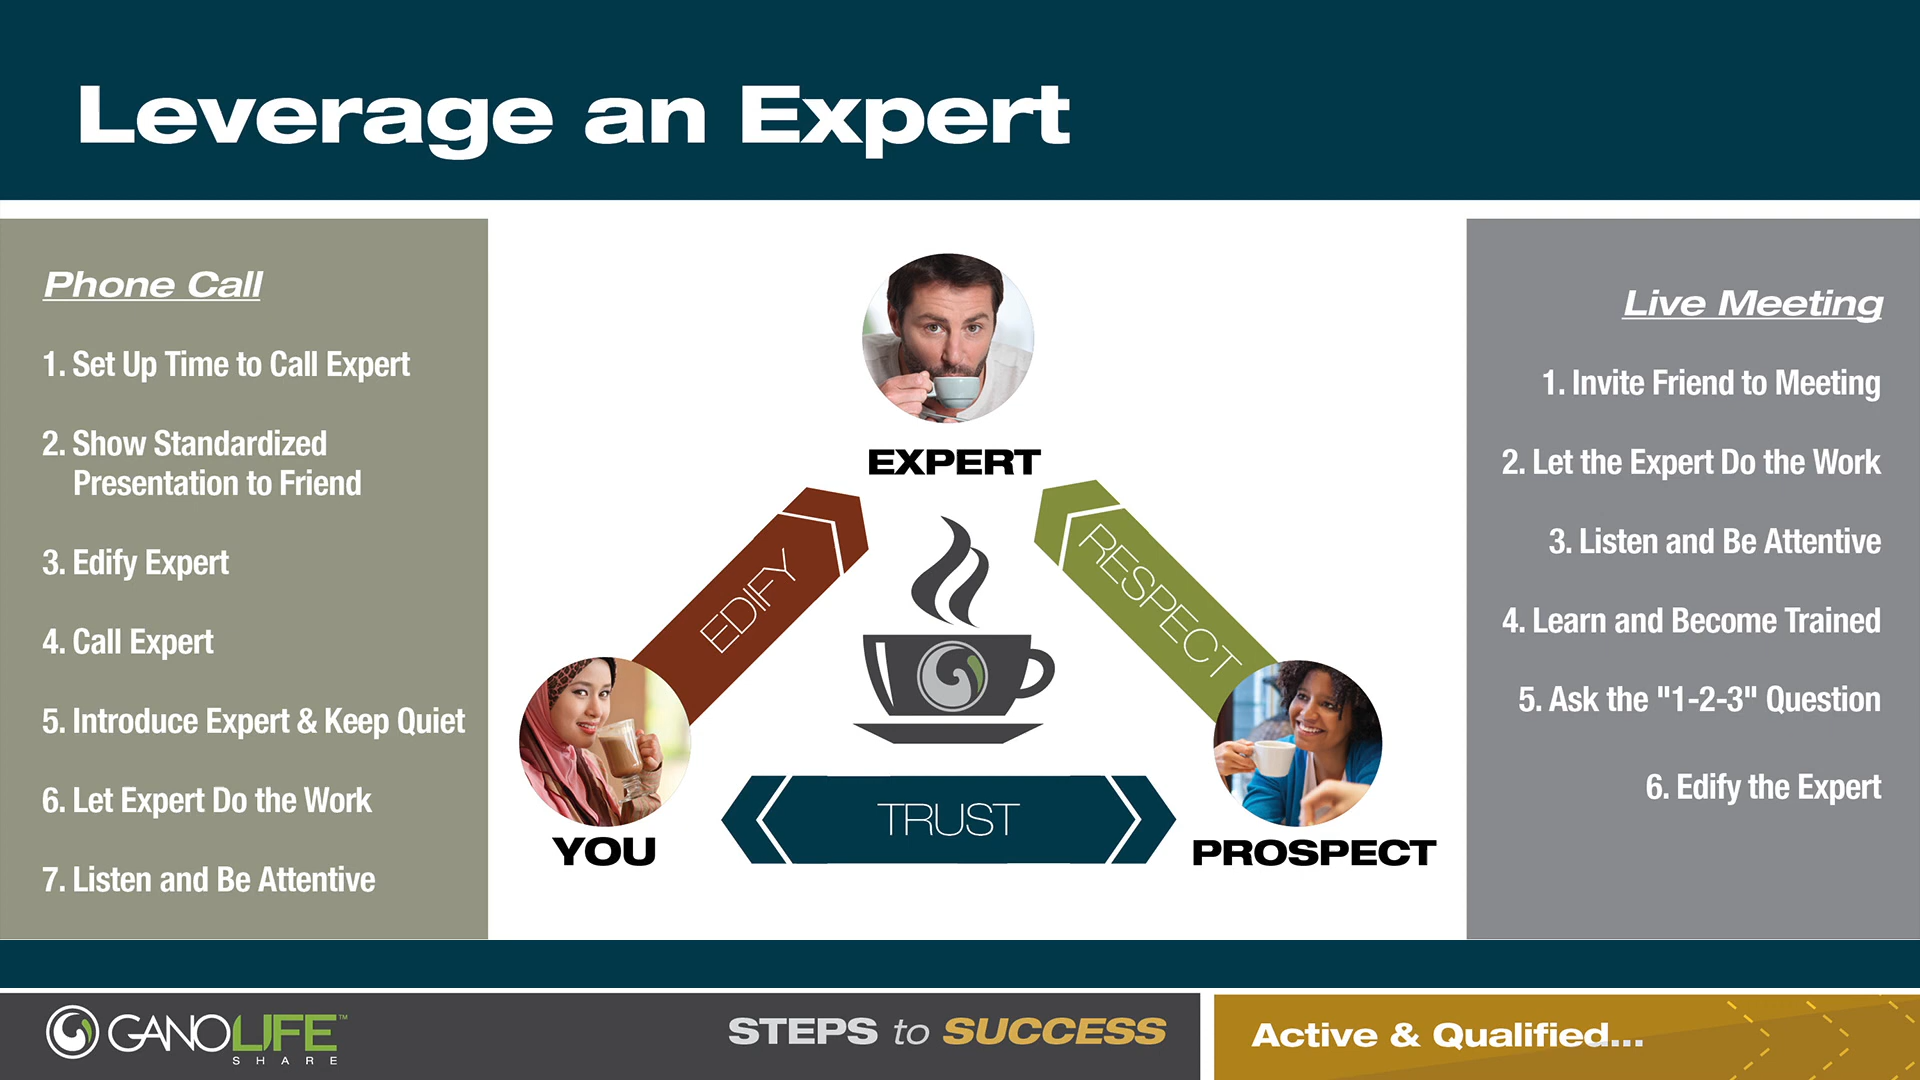 Leverage an Expert
Phone Call
1. Set Up Time to Call Expert
2. Show Standardized
Presentation to Friend
3. Edify Expert
4. Call Expert
5. Introduce Expert & Keep Quiet
6. Let Expert Do the Work
7. Listen and Be Attentive
EXPERT
EDIFY
RESPECT
YOU
TRUST
PROSPECT
Live Meeting
1. Invite Friend to Meeting
2. Let the Expert Do the Work
3. Listen and Be Attentive
4. Learn and Become Trained
5. Ask the "1-2-3" Question
6. Edify the Expert
GANOLIFE™
SHARE
STEPS to SUCCESS
Active & Qualified...